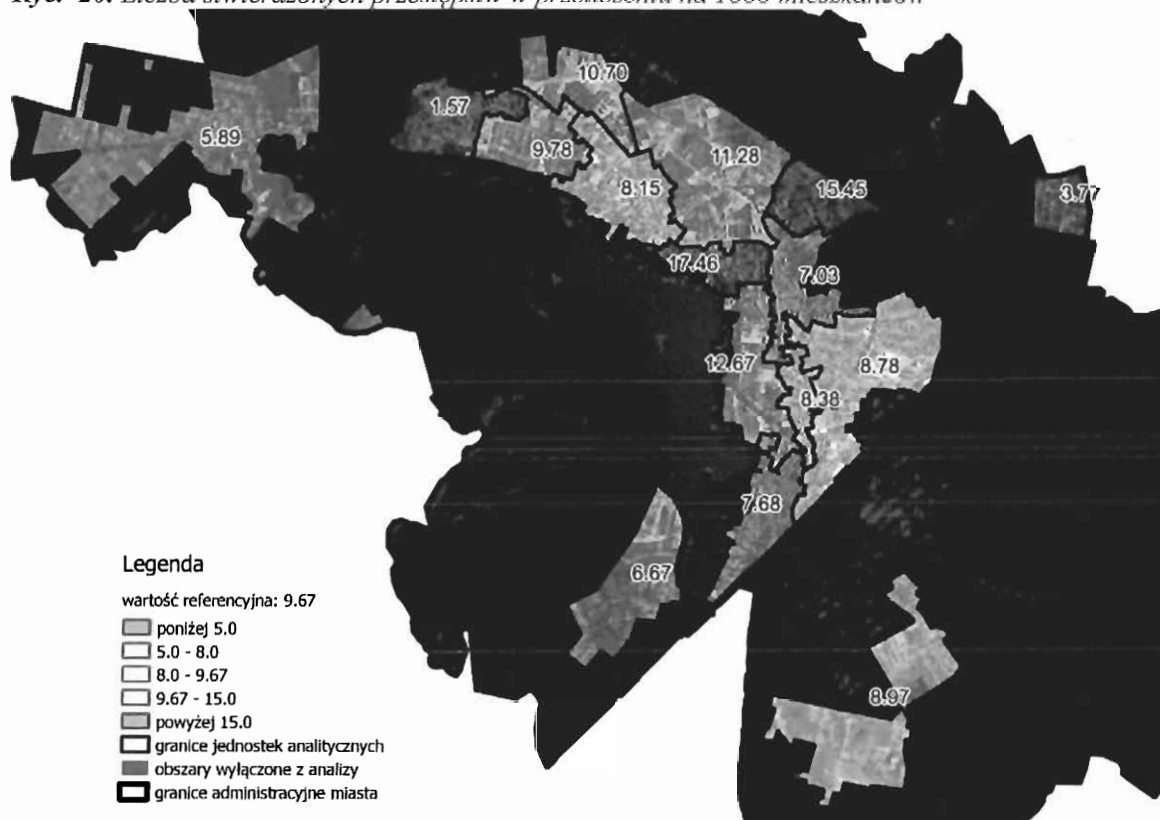 1.57
10.70
5.89
9.78
11.28
8.15
15.45
3.77
17.46
7.03
12.67
8.78
8.38
7.68
6.67
8.97
Legenda
wartość referencyjna: 9.67
poniżej 5.0
5.0 - 8.0
8.0 - 9.67
9.67 - 15.0
powyżej 15.0
granice jednostek analitycznych
obszary wyłączone z analizy
granice administracyjne miasta